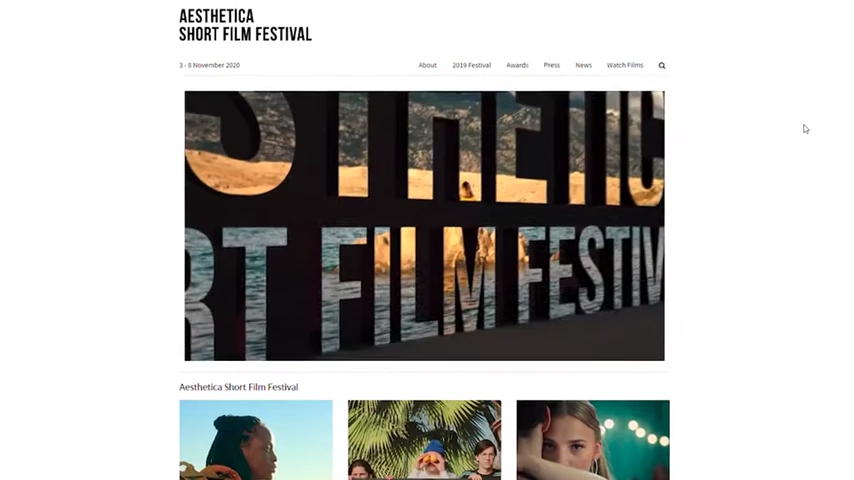 AESTHETICA
SHORT FILM FESTIVAL
3 - 8 November 2020
About
2019 Festival
Awards
Press
News
Watch Films
STHETIC
RT FILM FESTIV
Aesthetica Short Film Festival